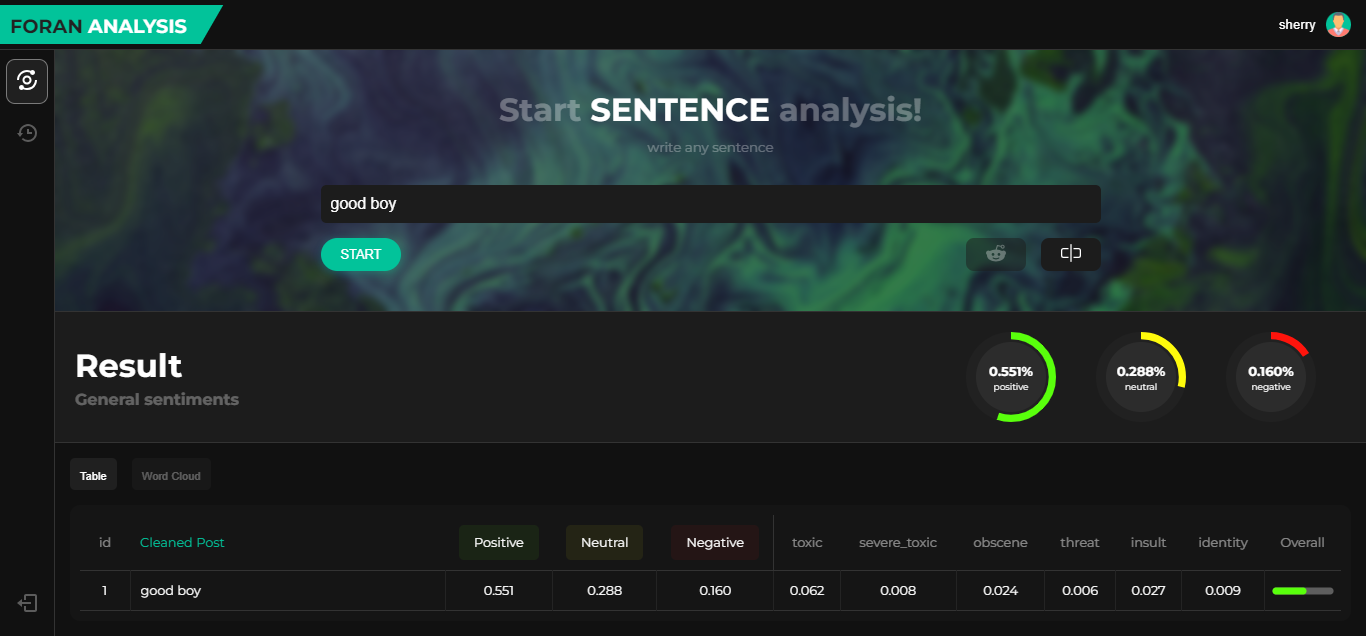 FORAN ANALYSIS
sherry
Start SENTENCE analysis!
write any sentence
good boy
START
Result
General sentiments
0.551%
positive
0.288%
neutral
0.160%
negative
Table
Word Cloud
id Cleaned Post Positive Neutral Negative toxic severe_toxic obscene threat insult identity Overall
1 good boy 0.551 0.288 0.160 0.062 0.008 0.024 0.006 0.027 0.009